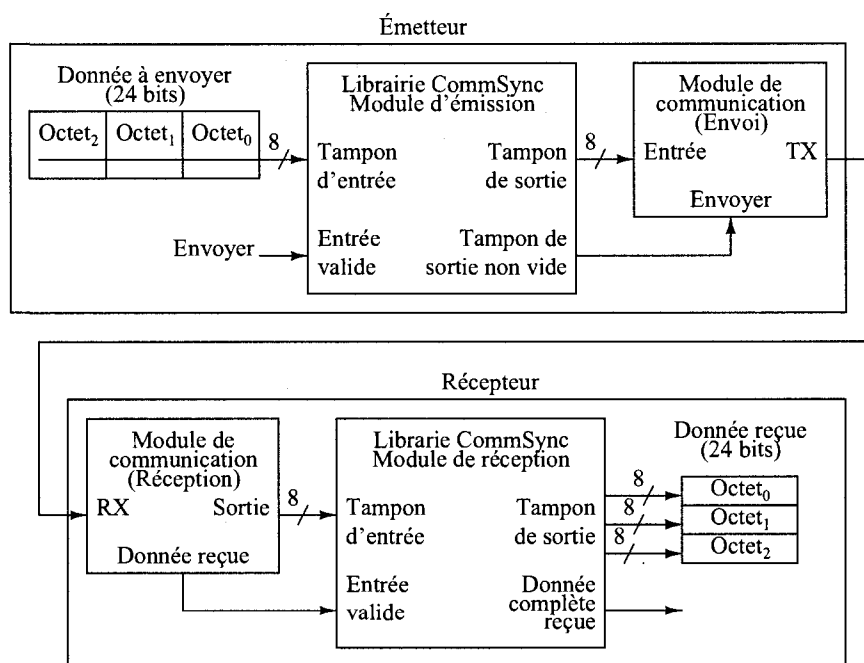 Émetteur
Donnée à envoyer
(24 bits)
Octet2 Octet1 Octet0
8
Envoyer
Librairie CommSync
Module d'émission
Tampon
d'entrée
Tampon
de sortie
Entrée
valide
Tampon de
sortie non vide
8
Module de
communication
(Envoi)
Entrée TX
Envoyer
Récepteur
Module de
communication
(Réception)
RX Sortie
Donnée reçue
8
Librarie CommSync
Module de réception
Tampon
d'entrée
Tampon
de sortie
Entrée
valide
Donnée
complète
reçue
Donnée reçue
(24 bits)
8
Octet0
8
Octet1
8
Octet2